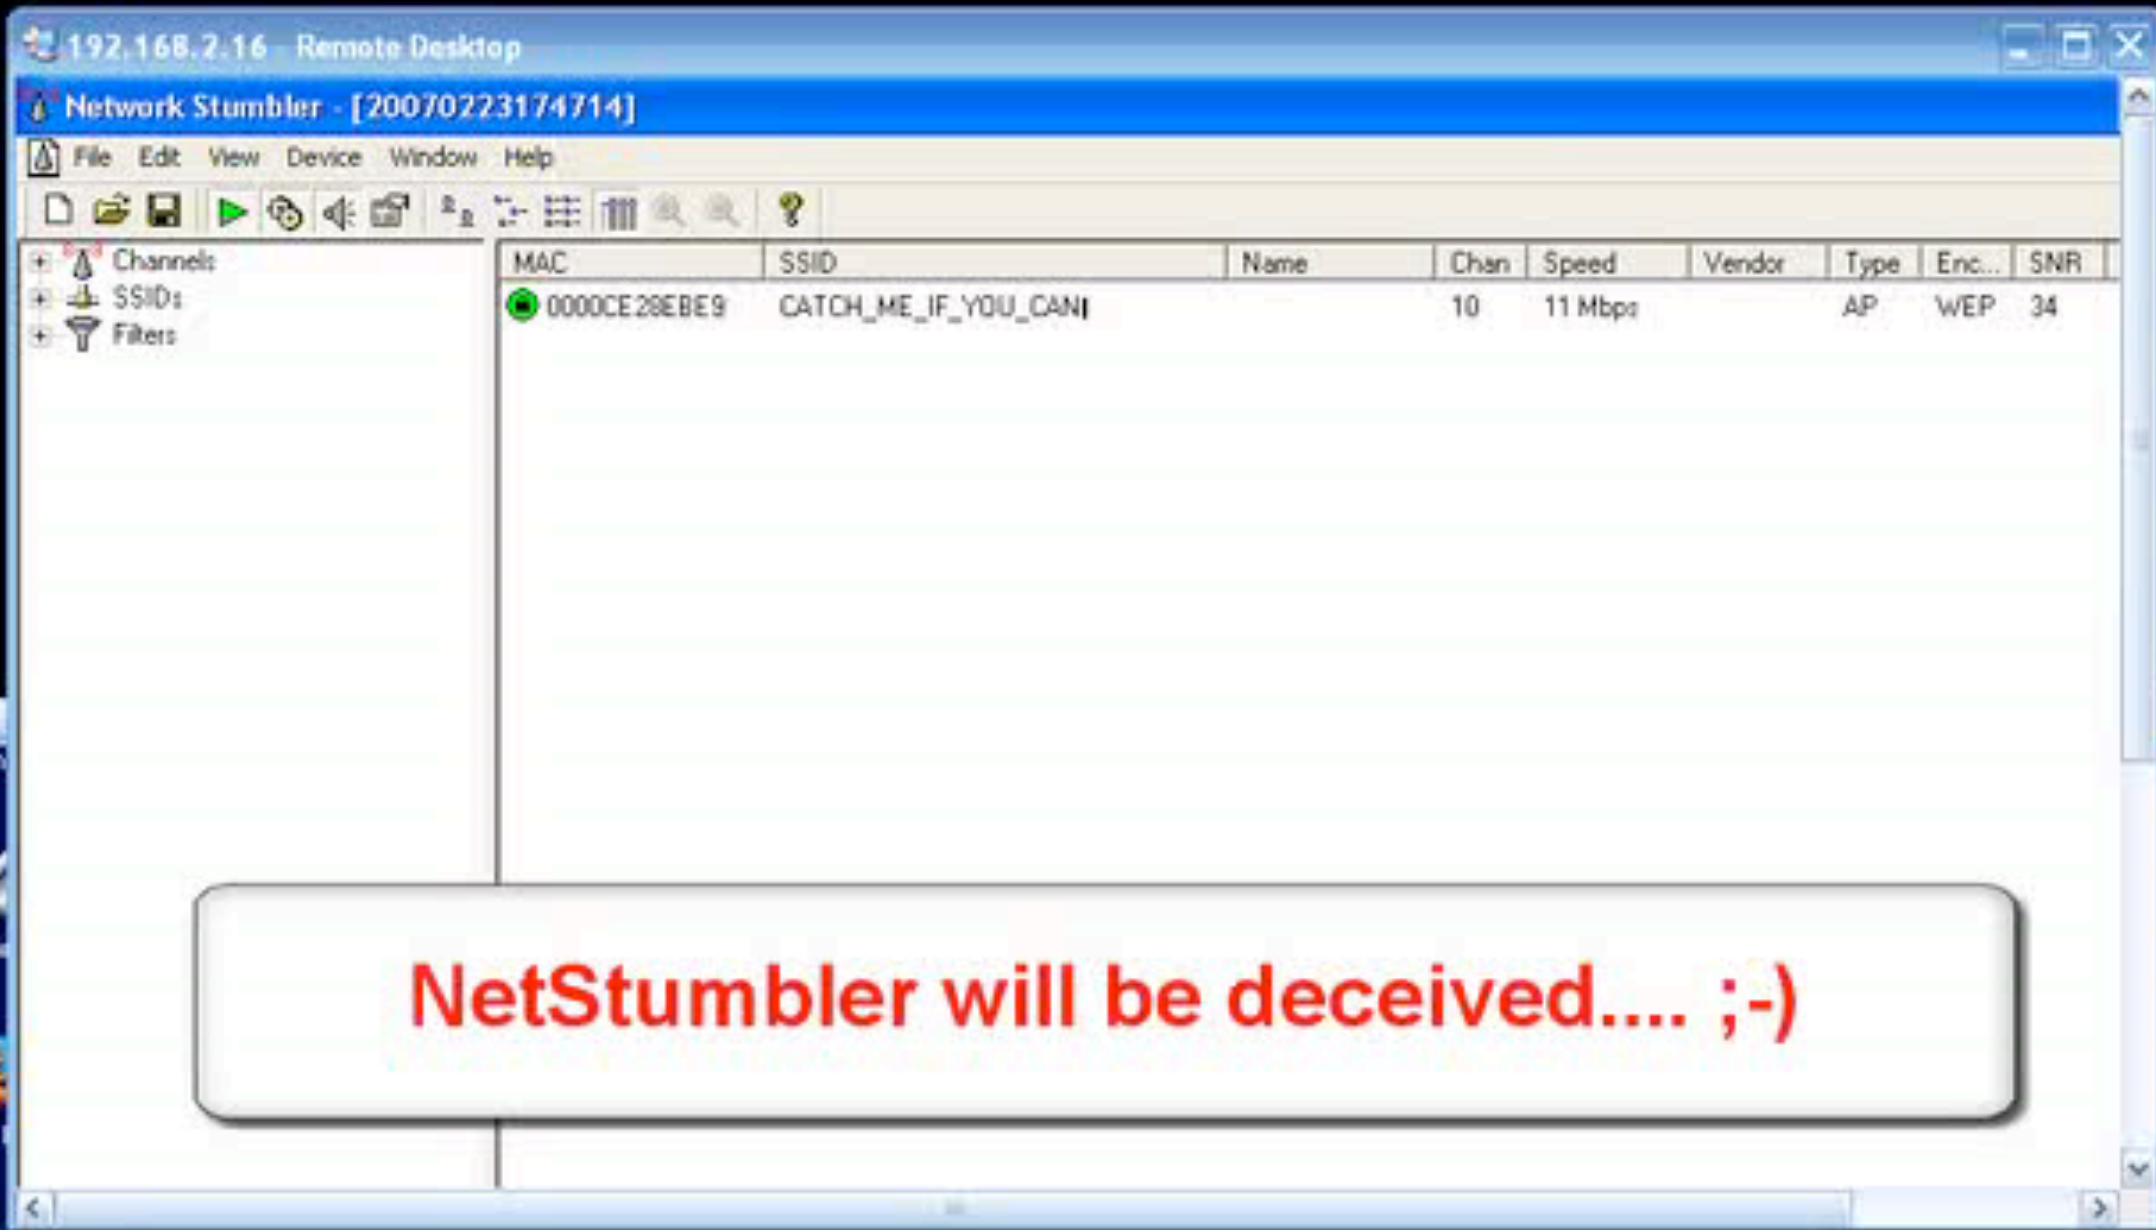 192.168.2.16 - Remote Desktop
Network Stumbler - [20070223174714]
File Edit View Device Window Help
Channels
SSIDs
Filters
MAC SSID Name Chan Speed Vendor Type Enc... SNR
0000CE28EBE9 CATCH_ME_IF_YOU_CAN 10 11 Mbps AP WEP 34
NetStumbler will be deceived.... ;-)